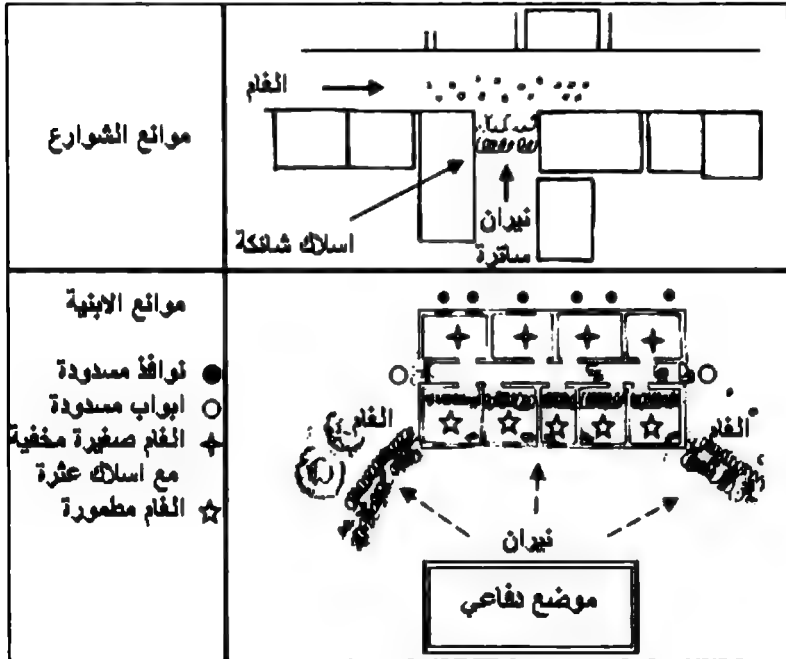 موانع الشوارع
الغام
نيران
ساترة
اسلاك شائكة
موانع الابنية
نوافذ مسدودة
ابواب مسدودة
الغام صغيرة مخفية
مع اسلاك عثرة
الغام مطمورة
الغام
الغام
نيران
موضع دفاعي